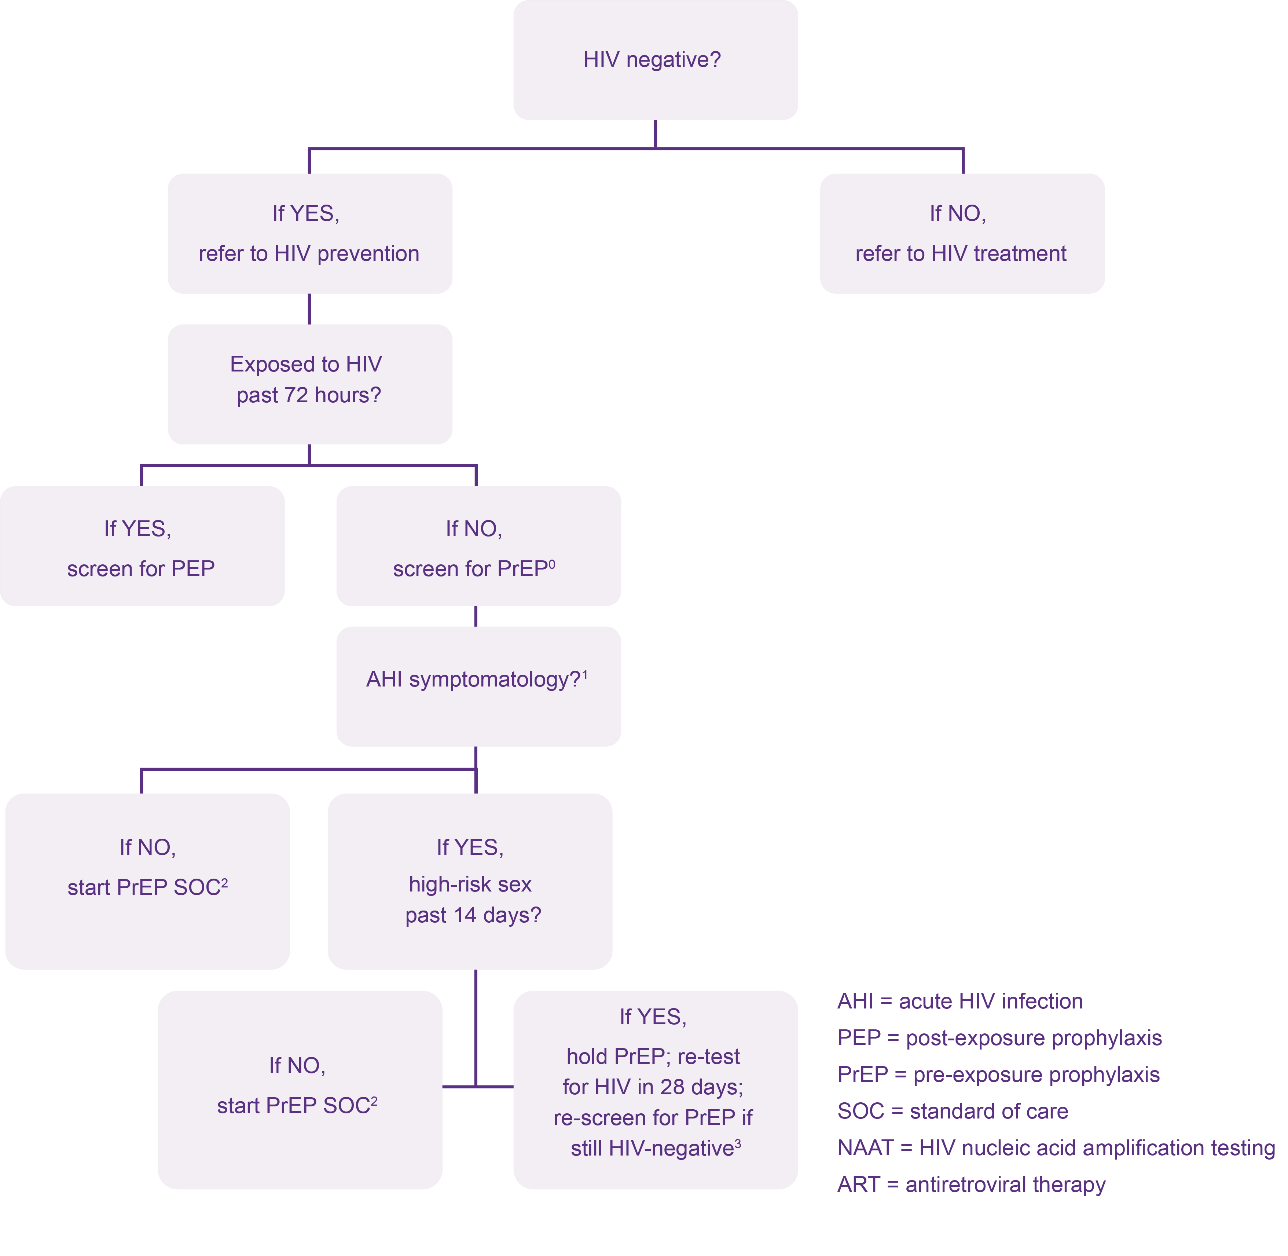 HIV negative?
If YES,
refer to HIV prevention
If NO,
refer to HIV treatment
Exposed to HIV
past 72 hours?
If YES,
screen for PEP
If NO,
screen for PrEP⁰
AHI symptomatology?¹
If NO,
start PrEP SOC²
If YES,
high-risk sex
past 14 days?
If NO,
start PrEP SOC²
If YES,
hold PrEP; re-test
for HIV in 28 days;
re-screen for PrEP if
still HIV-negative³
AHI = acute HIV infection
PEP = post-exposure prophylaxis
PrEP = pre-exposure prophylaxis
SOC = standard of care
NAAT = HIV nucleic acid amplification testing
ART = antiretroviral therapy